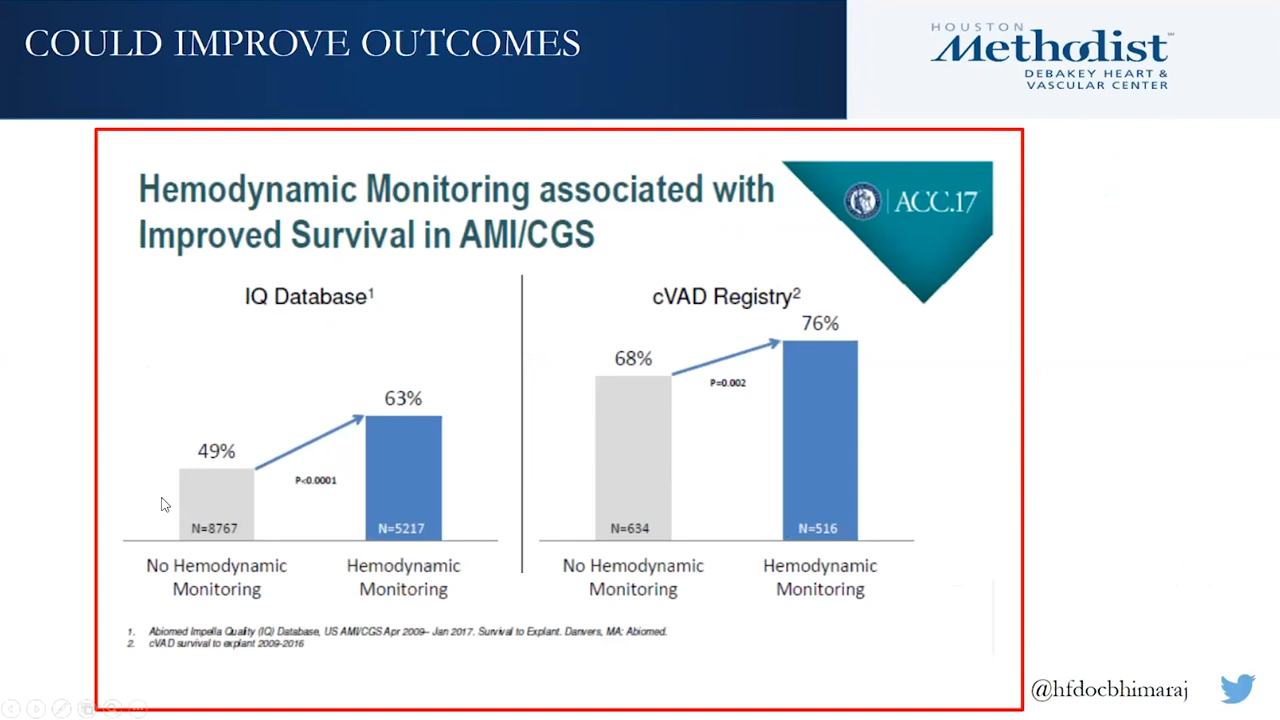 COULD IMPROVE OUTCOMES
HOUSTON
Methodist
DEBAKEY HEART &
VASCULAR CENTER
Hemodynamic Monitoring associated with
Improved Survival in AMI/CGS
ACC.17
IQ Database¹
49%
63%
P<0.0001
N=8767
N=5217
No Hemodynamic
Monitoring
Hemodynamic
Monitoring
cVAD Registry²
68%
76%
P=0.002
N=634
N=516
No Hemodynamic
Monitoring
Hemodynamic
Monitoring
1. Abiomed Impella Quality (IQ) Database, US AMI/CGS Apr 2009– Jan 2017. Survival to Explant. Danvers, MA: Abiomed.
2. cVAD survival to explant 2009-2016
@hfdocbhimaraj